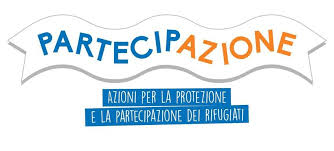 PARTECIPAZIONE
AZIONI PER LA PROTEZIONE
E LA PARTECIPAZIONE DEI RIFUGIATI